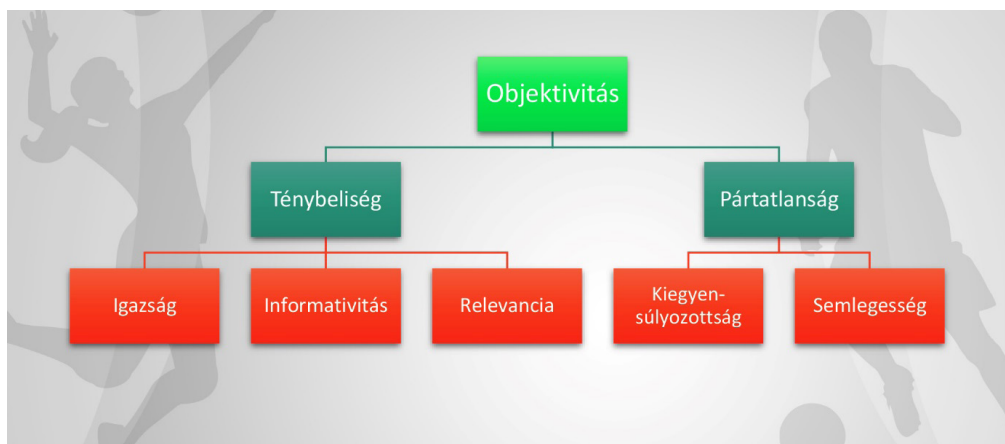 Objektivitás
Ténybeliség
Pártatlanság
Igazság
Informativitás
Relevancia
Kiegyen-
súlyozottság
Semlegesség